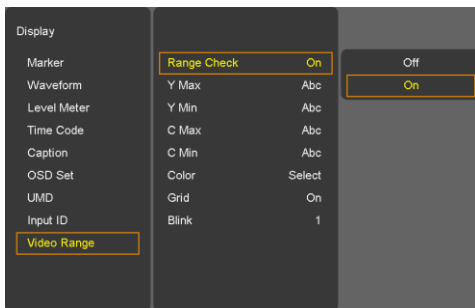 Display
Marker
Waveform
Level Meter
Time Code
Caption
OSD Set
UMD
Input ID
Video Range
Range Check On
Y Max Abc
Y Min Abc
C Max Abc
C Min Abc
Color Select
Grid On
Blink 1
Off
On